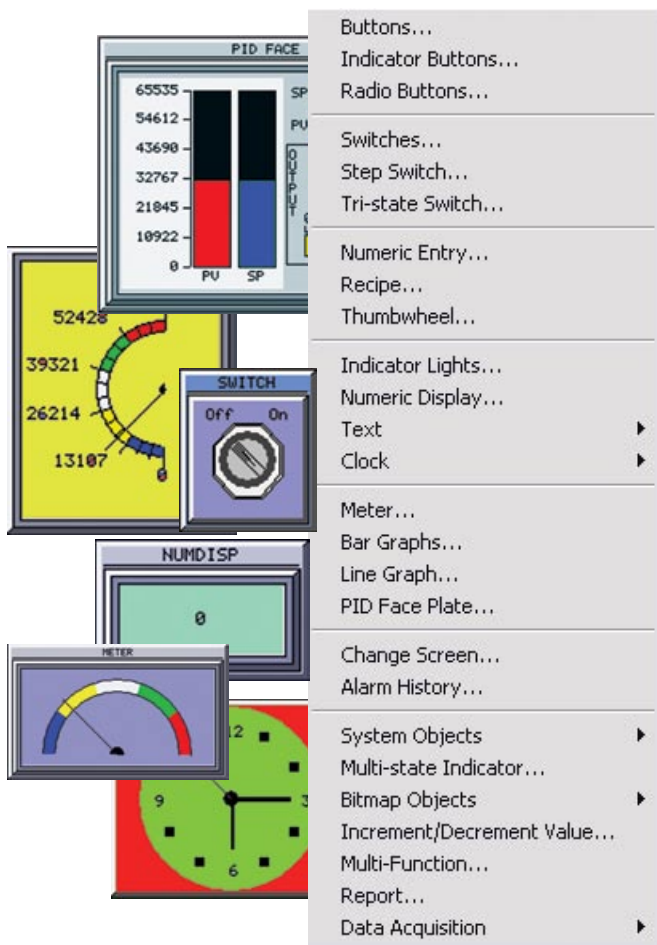 PID FACE
65535
54612
43690
32767
21845
10922
0
PV SP
SP
PV
OUTPUT
52428
39321
26214
13107
0
SWITCH
Off On
NUMDISP
0
METER
12
9
3
6
Buttons...
Indicator Buttons...
Radio Buttons...
Switches...
Step Switch...
Tri-state Switch...
Numeric Entry...
Recipe...
Thumbwheel...
Indicator Lights...
Numeric Display...
Text
Clock
Meter...
Bar Graphs...
Line Graph...
PID Face Plate...
Change Screen...
Alarm History...
System Objects
Multi-state Indicator...
Bitmap Objects
Increment/Decrement Value...
Multi-Function...
Report...
Data Acquisition